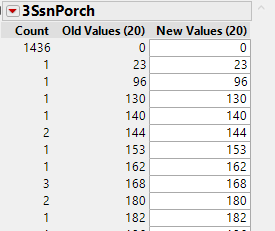 3SsnPorch
Count Old Values (20) New Values (20)
1436 0 0
1 23 23
1 96 96
1 130 130
1 140 140
2 144 144
1 153 153
1 162 162
3 168 168
2 180 180
1 182 182